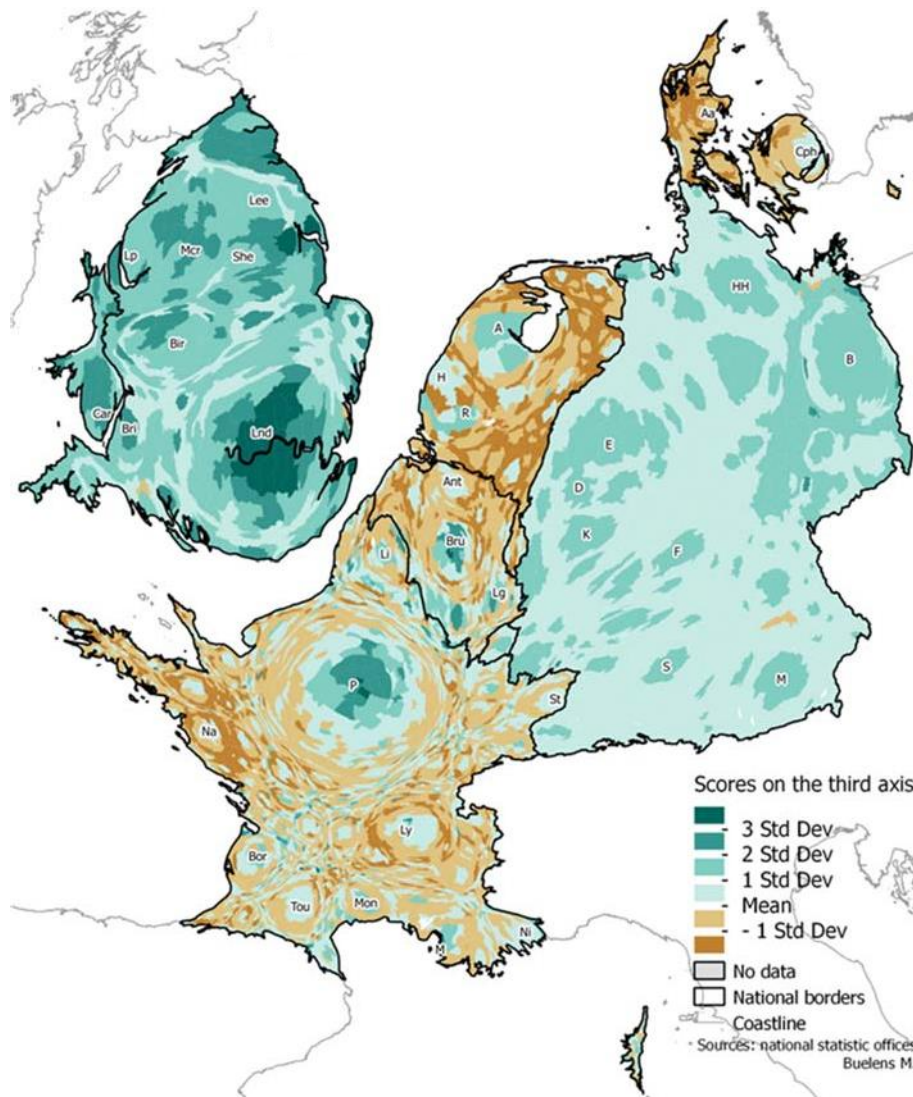 Aa
Cph
Lee
Lp
Mcr
She
HH
A
Bir
B
H
R
Car
Bri
Lnd
E
Ant
D
K
Bru
F
Li
Lg
S
M
P
St
Na
Ly
Bor
Tou
Mon
Ni
M
Scores on the third axis
3 Std Dev
2 Std Dev
1 Std Dev
Mean
- 1 Std Dev
No data
National borders
Coastline
Sources: national statistic offices
Buelens M.